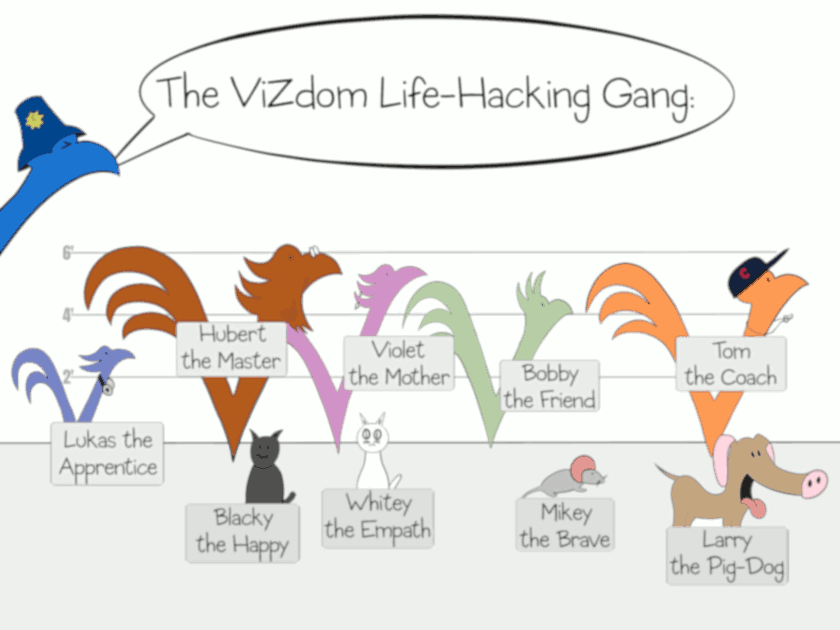 The ViZdom Life-Hacking Gang:
6'
4'
2'
Hubert
the Master
Violet
the Mother
Bobby
the Friend
Tom
the Coach
Lukas the
Apprentice
Blacky
the Happy
Whitey
the Empath
Mikey
the Brave
Larry
the Pig-Dog
C